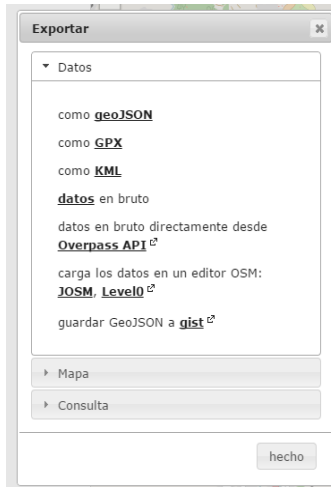 Exportar
Datos
como geoJSON
como GPX
como KML
datos en bruto
datos en bruto directamente desde
Overpass API
carga los datos en un editor OSM:
JOSM, Level0
guardar GeoJSON a gist
Mapa
Consulta
hecho